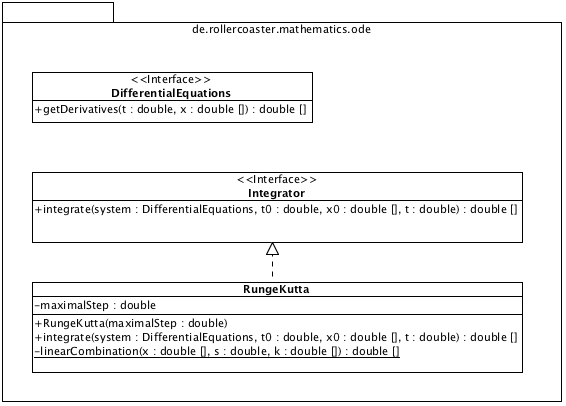 de.rollercoaster.mathematics.ode
<<Interface>>
DifferentialEquations
+getDerivatives(t : double, x : double []) : double []
<<Interface>>
Integrator
+integrate(system : DifferentialEquations, t0 : double, x0 : double [], t : double) : double []
RungeKutta
-maximalStep : double
+RungeKutta(maximalStep : double)
+integrate(system : DifferentialEquations, t0 : double, x0 : double [], t : double) : double []
-linearCombination(x : double [], s : double, k : double []) : double []